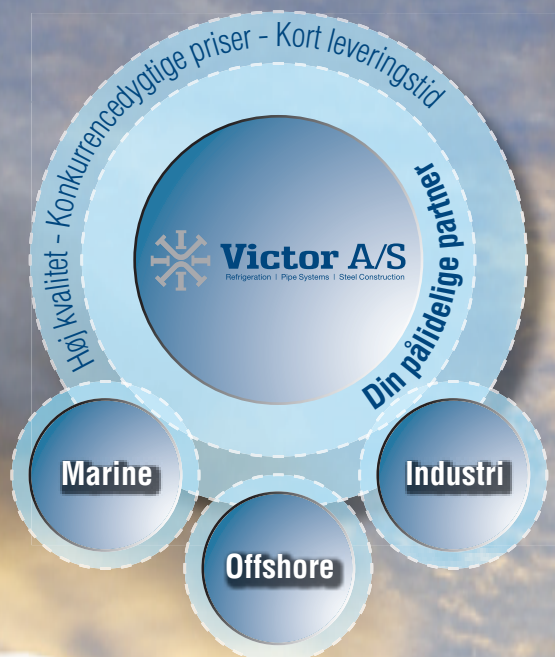 Høj kvalitet - Konkurrencedygtige priser - Kort leveringstid
Din pålidelige partner
Victor A/S
Refrigeration | Pipe Systems | Steel Construction
Marine
Industri
Offshore